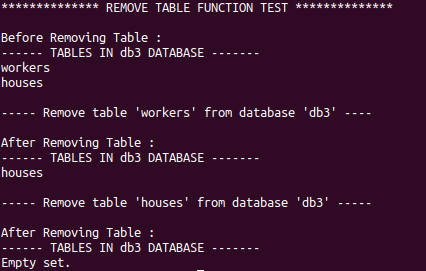 ************** REMOVE TABLE FUNCTION TEST **************
Before Removing Table :
------ TABLES IN db3 DATABASE -------
workers
houses
----- Remove table 'workers' from database 'db3' ----
After Removing Table :
------ TABLES IN db3 DATABASE -------
houses
----- Remove table 'houses' from database 'db3' -----
After Removing Table :
------ TABLES IN db3 DATABASE -------
Empty set.